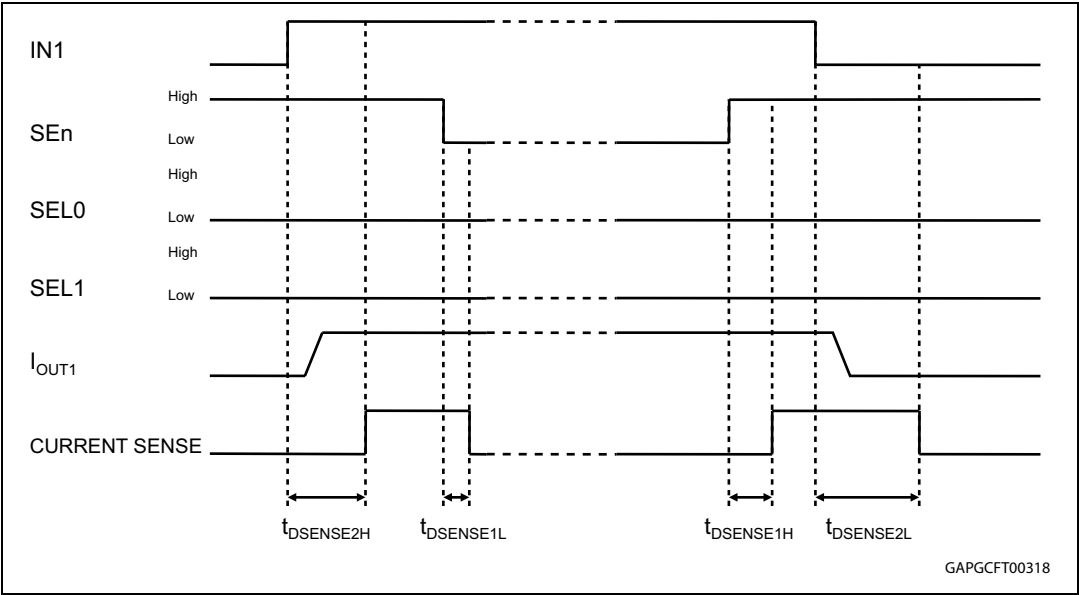 IN1
High
SEn
Low
High
SEL0
Low
High
SEL1
Low
IOUT1
CURRENT SENSE
tDSENSE2H tDSENSE1L tDSENSE1H tDSENSE2L
GAPGCFT00318